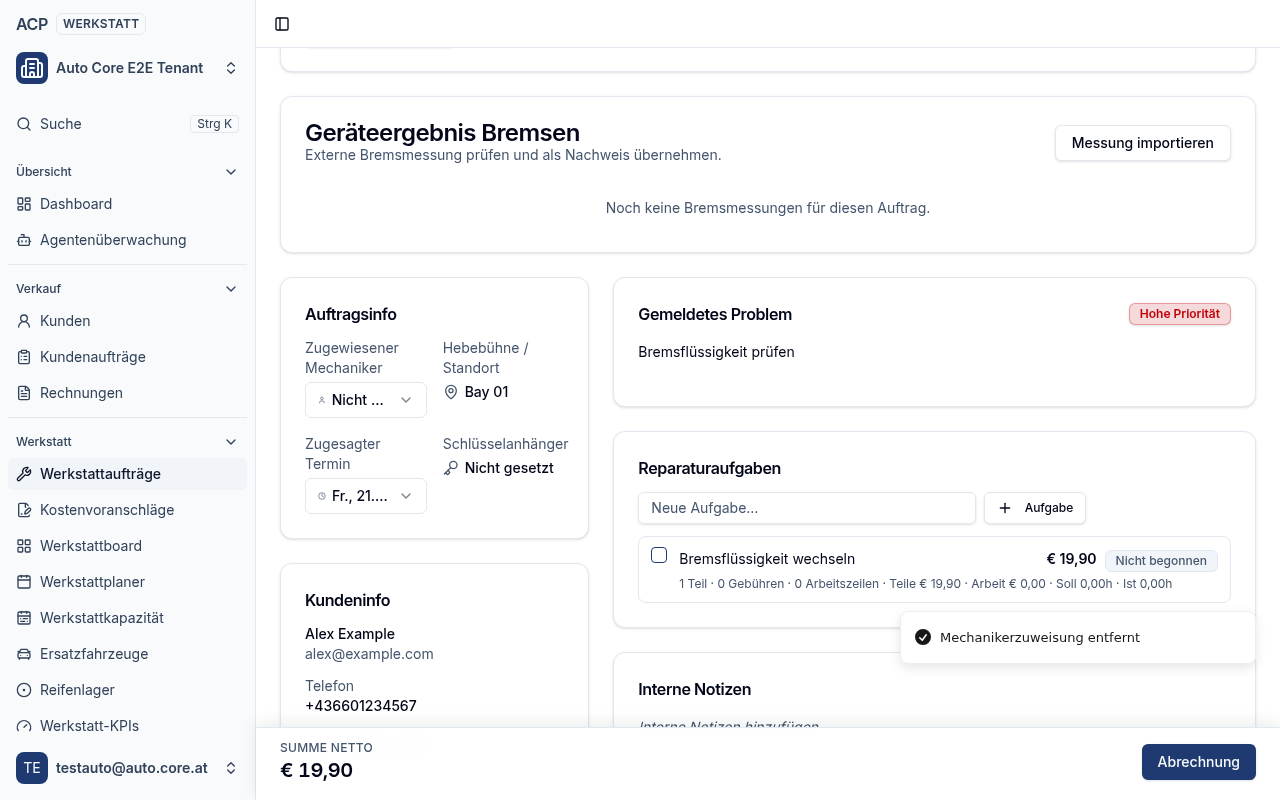 ACP WERKSTATT
Auto Core E2E Tenant
Suche Strg K
Übersicht
Dashboard
Agentenüberwachung
Verkauf
Kunden
Kundenaufträge
Rechnungen
Werkstatt
Werkstattaufträge
Kostenvoranschläge
Werkstattboard
Werkstattplaner
Werkstattkapazität
Ersatzfahrzeuge
Reifenlager
Werkstatt-KPIs
TE testauto@auto.core.at
Geräteergebnis Bremsen
Externe Bremsmessung prüfen und als Nachweis übernehmen.
Messung importieren
Noch keine Bremsmessungen für diesen Auftrag.
Auftragsinfo
Zugewiesener
Mechaniker
Nicht ...
Hebebühne /
Standort
Bay 01
Zugesagter
Termin
Fr., 21....
Schlüsselanhänger
Nicht gesetzt
Kundeninfo
Alex Example
alex@example.com
Telefon
+436601234567
Gemeldetes Problem
Hohe Priorität
Bremsflüssigkeit prüfen
Reparaturaufgaben
Neue Aufgabe...
Aufgabe
Bremsflüssigkeit wechseln € 19,90 Nicht begonnen
1 Teil · 0 Gebühren · 0 Arbeitszeilen · Teile € 19,90 · Arbeit € 0,00 · Soll 0,00h · Ist 0,00h
Mechanikerzuweisung entfernt
Interne Notizen
Interne Notizen hinzufügen
SUMME NETTO
€ 19,90
Abrechnung